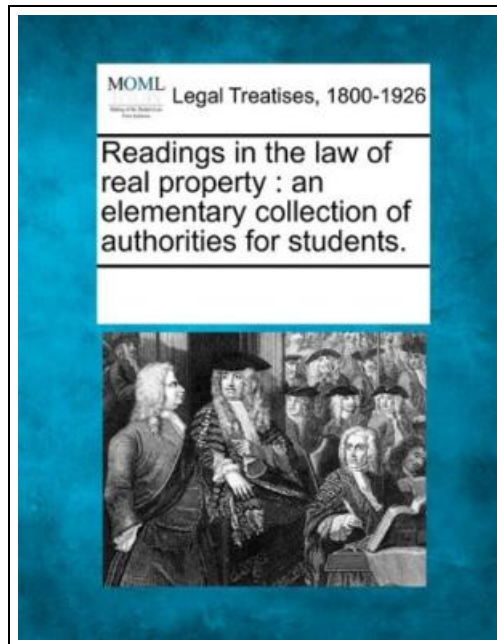 MOML
Legal Treatises, 1800-1926
Readings in the law of
real property : an
elementary collection of
authorities for students.